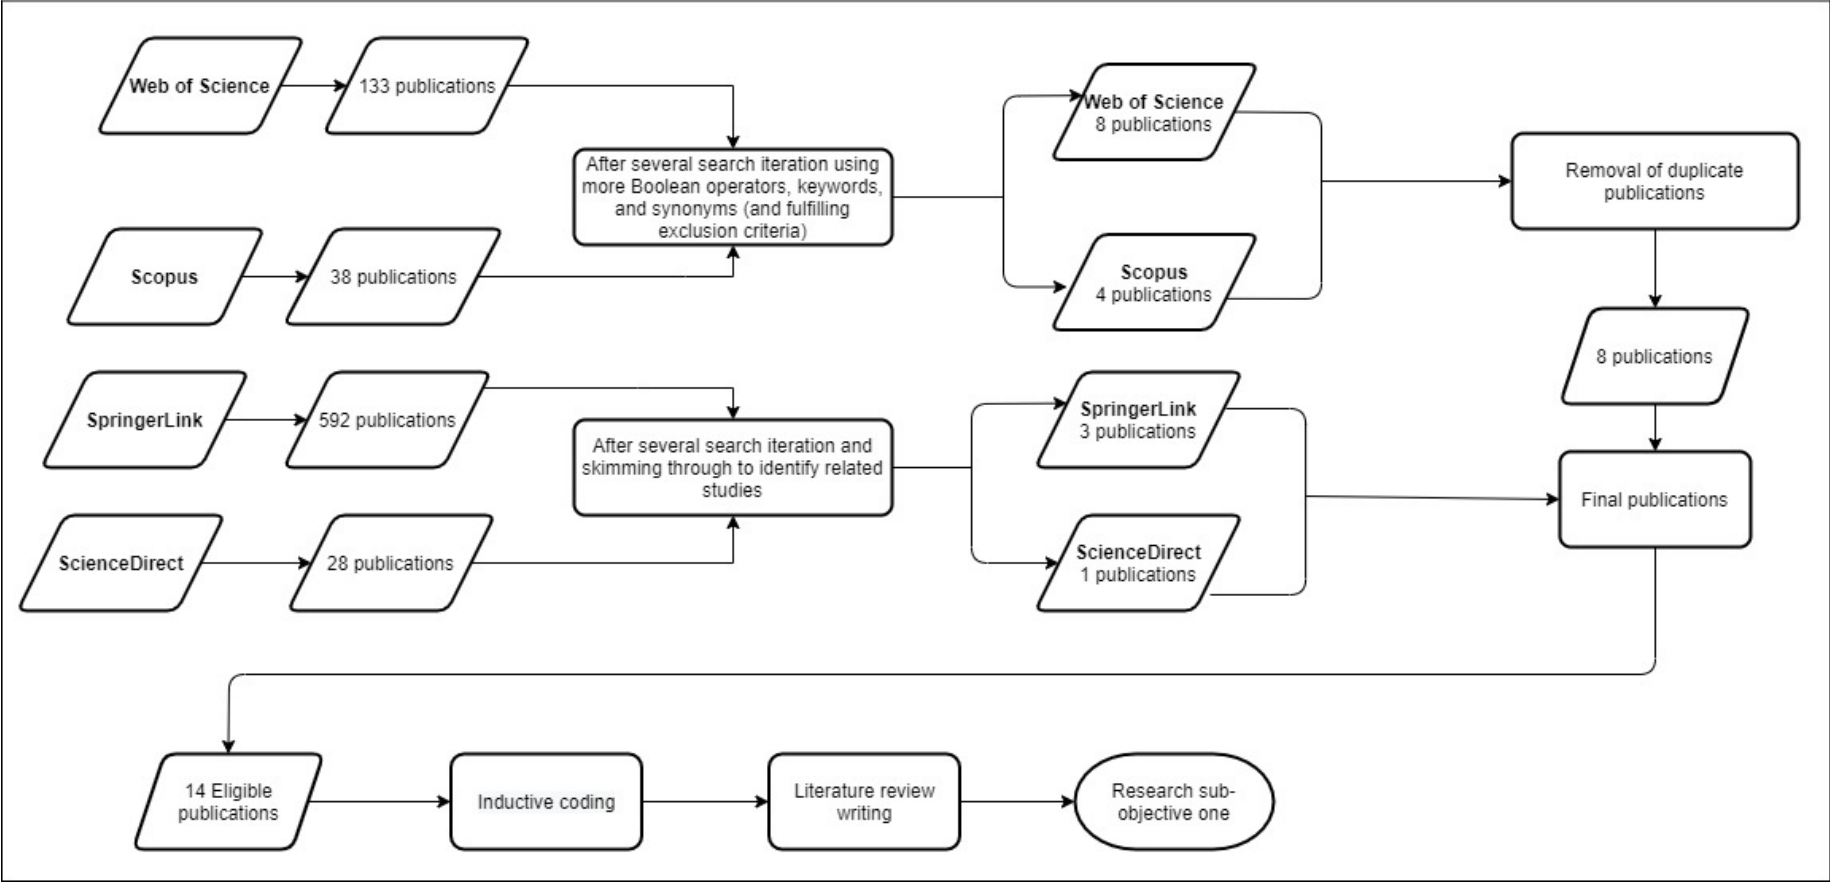 Web of Science
133 publications
Scopus
38 publications
After several search iteration using
more Boolean operators, keywords,
and synonyms (and fulfilling
exclusion criteria)
Web of Science
8 publications
Scopus
4 publications
Removal of duplicate
publications
8 publications
SpringerLink
592 publications
ScienceDirect
28 publications
After several search iteration and
skimming through to identify related
studies
SpringerLink
3 publications
ScienceDirect
1 publications
Final publications
14 Eligible
publications
Inductive coding
Literature review
writing
Research sub-
objective one